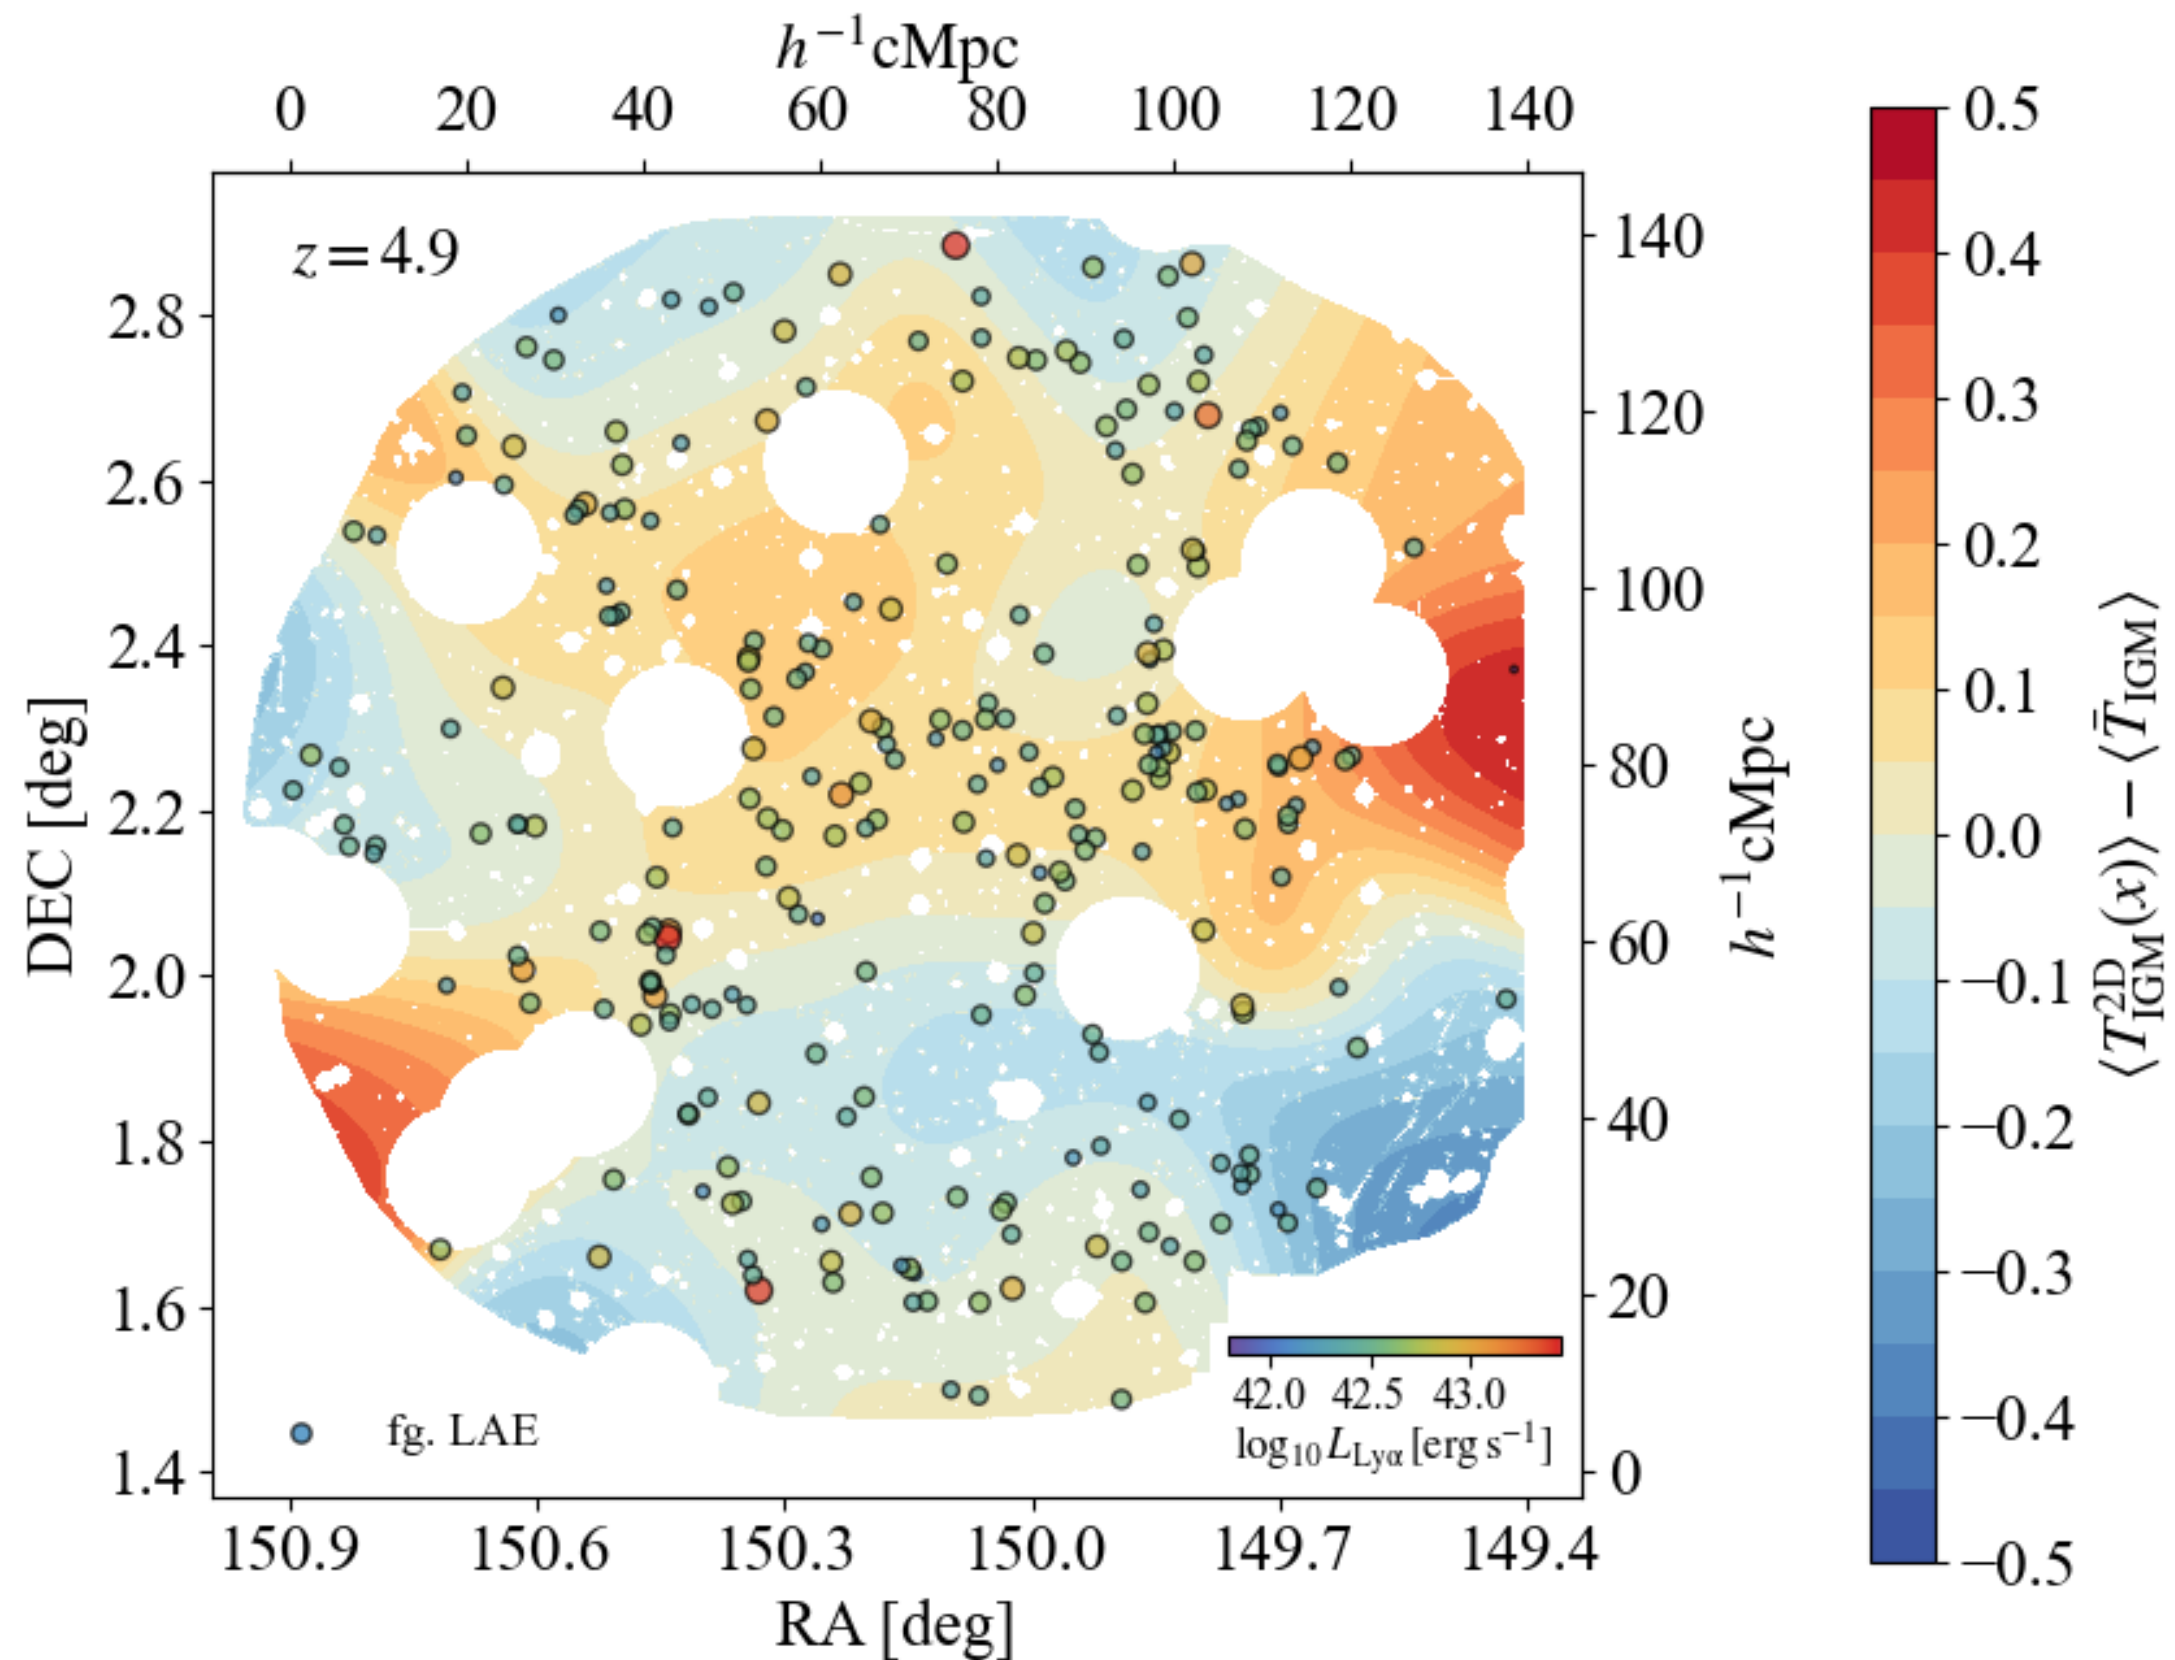 h⁻¹cMpc
0 20 40 60 80 100 120 140
z = 4.9
DEC [deg]
2.8
2.6
2.4
2.2
2.0
1.8
1.6
1.4
140
120
100
80
60
40
20
0
h⁻¹cMpc
fg. LAE
42.0 42.5 43.0
log₁₀ L_Lyα [erg s⁻¹]
150.9 150.6 150.3 150.0 149.7 149.4
RA [deg]
0.5
0.4
0.3
0.2
0.1
0.0
−0.1
−0.2
−0.3
−0.4
−0.5
⟨T²ᴰ_IGM(x)⟩ − ⟨T̄_IGM⟩